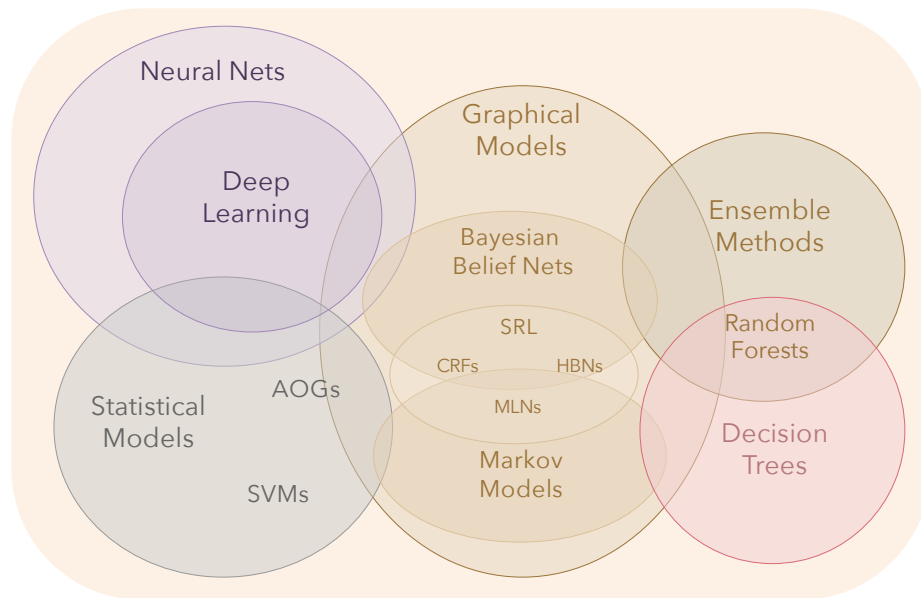 Neural Nets
Deep
Learning
Graphical
Models
Ensemble
Methods
Bayesian
Belief Nets
SRL
CRFs
HBNs
MLNs
Random
Forests
AOGs
Statistical
Models
SVMs
Markov
Models
Decision
Trees